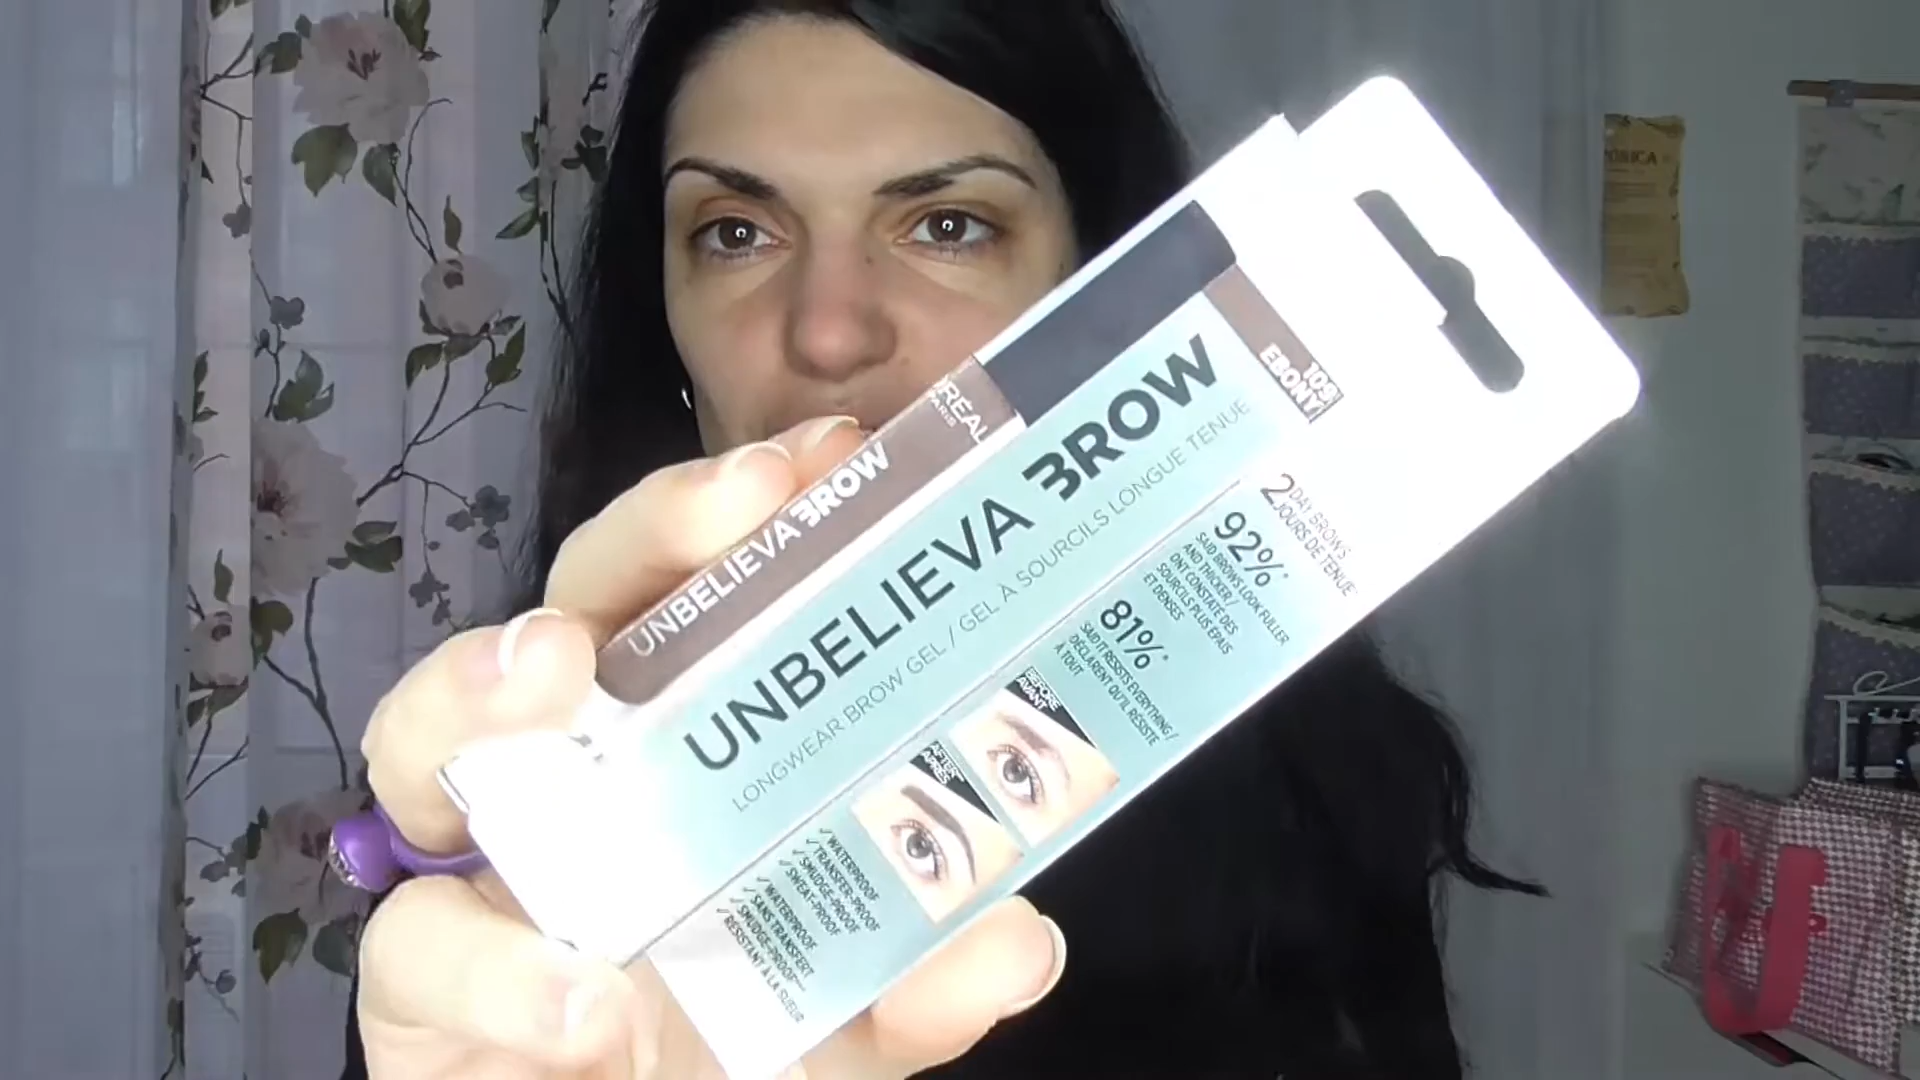 ORÉAL
PARIS
UNBELIEVA BROW
109
EBONY
UNBELIEVA BROW
LONGWEAR BROW GEL / GEL À SOURCILS LONGUE TENUE
2 DAY BROWS
JOURS DE TENUE*
92%*
SAID BROWS LOOK FULLER
AND THICKER /
ONT CONSTATÉ DES
SOURCILS PLUS ÉPAIS
ET DENSES
81%*
SAID IT RESISTS EVERYTHING /
DÉCLARENT QU'IL RÉSISTE
À TOUT
BEFORE
AVANT
AFTER**
APRÈS
✓WATERPROOF
✓TRANSFER-PROOF
✓SMUDGE-PROOF
✓SWEAT-PROOF
✓WATERPROOF
✓SANS TRANSFERT
✓SMUDGE-PROOF***
✓RÉSISTANT À LA SUEUR